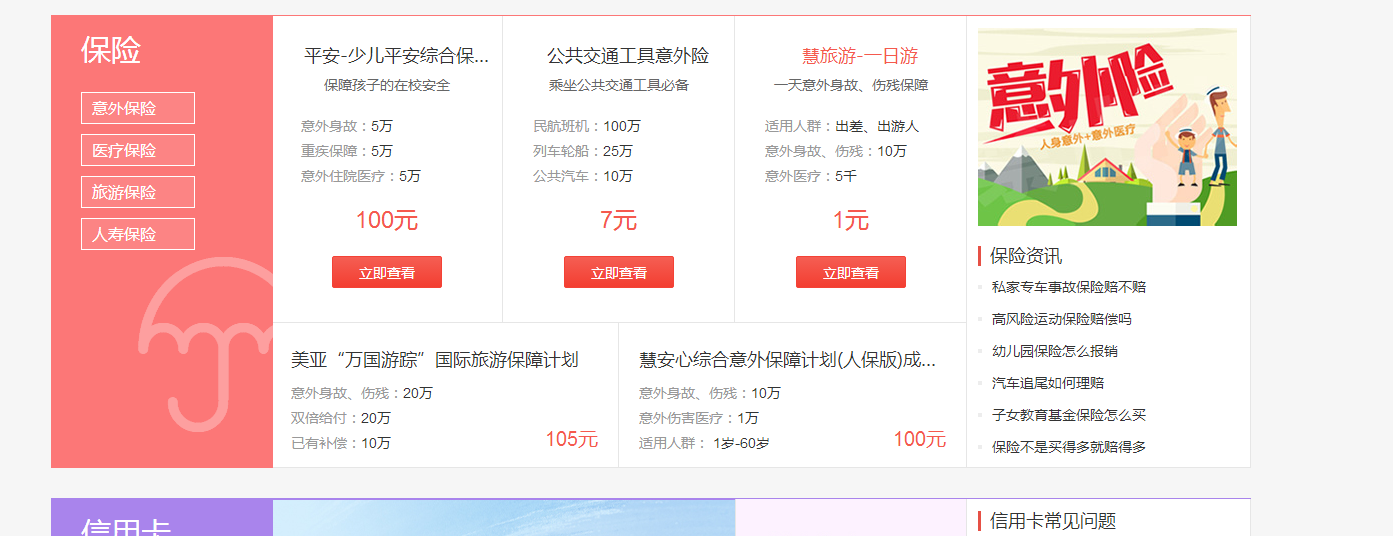 保险
意外保险
医疗保险
旅游保险
人寿保险
平安-少儿平安综合保...
保障孩子的在校安全
意外身故：5万
重疾保障：5万
意外住院医疗：5万
100元
立即查看
公共交通工具意外险
乘坐公共交通工具必备
民航班机：100万
列车轮船：25万
公共汽车：10万
7元
立即查看
慧旅游-一日游
一天意外身故、伤残保障
适用人群：出差、出游人
意外身故、伤残：10万
意外医疗：5千
1元
立即查看
美亚“万国游踪”国际旅游保障计划
意外身故、伤残：20万
双倍给付：20万
已有补偿：10万
105元
慧安心综合意外保障计划(人保版)成...
意外身故、伤残：10万
意外伤害医疗：1万
适用人群： 1岁-60岁
100元
意外险
人身意外+意外医疗
保险资讯
私家专车事故保险赔不赔
高风险运动保险赔偿吗
幼儿园保险怎么报销
汽车追尾如何理赔
子女教育基金保险怎么买
保险不是买得多就赔得多
信用卡
信用卡常见问题